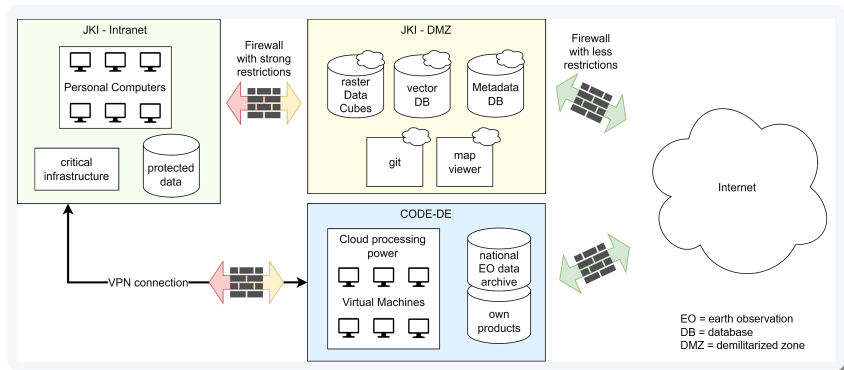 JKI - Intranet
Personal Computers
critical
infrastructure
protected
data
Firewall
with strong
restrictions
JKI - DMZ
raster
Data
Cubes
vector
DB
Metadata
DB
git
map
viewer
Firewall
with less
restrictions
Internet
VPN connection
CODE-DE
Cloud processing
power
Virtual Machines
national
EO data
archive
own
products
EO = earth observation
DB = database
DMZ = demilitarized zone